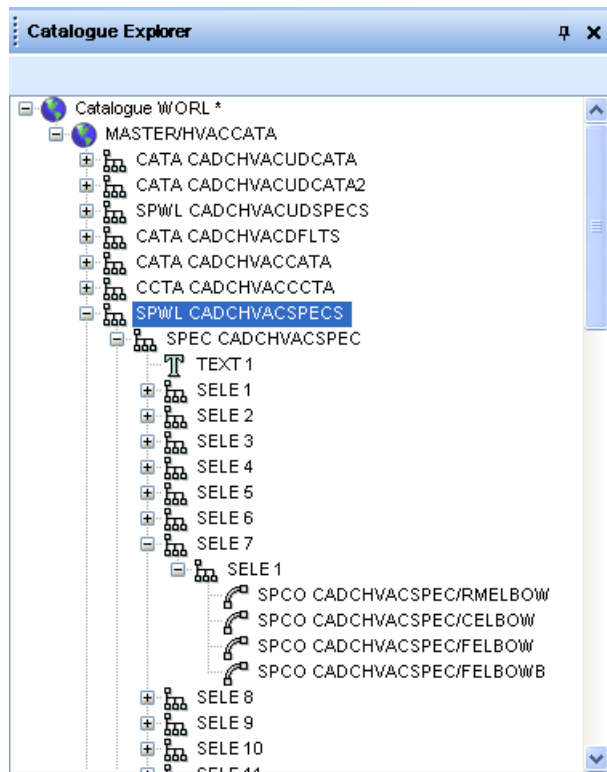 Catalogue Explorer
Catalogue WORL *
MASTER/HVACCATA
CATA CADCHVACUDCATA
CATA CADCHVACUDCATA2
SPWL CADCHVACUDSPECS
CATA CADCHVACDFLTS
CATA CADCHVACCATA
CCTA CADCHVACCCTA
SPWL CADCHVACSPECS
SPEC CADCHVACSPEC
TEXT 1
SELE 1
SELE 2
SELE 3
SELE 4
SELE 5
SELE 6
SELE 7
SELE 1
SPCO CADCHVACSPEC/RMELBOW
SPCO CADCHVACSPEC/CELBOW
SPCO CADCHVACSPEC/FELBOW
SPCO CADCHVACSPEC/FELBOWB
SELE 8
SELE 9
SELE 10
SELE 11